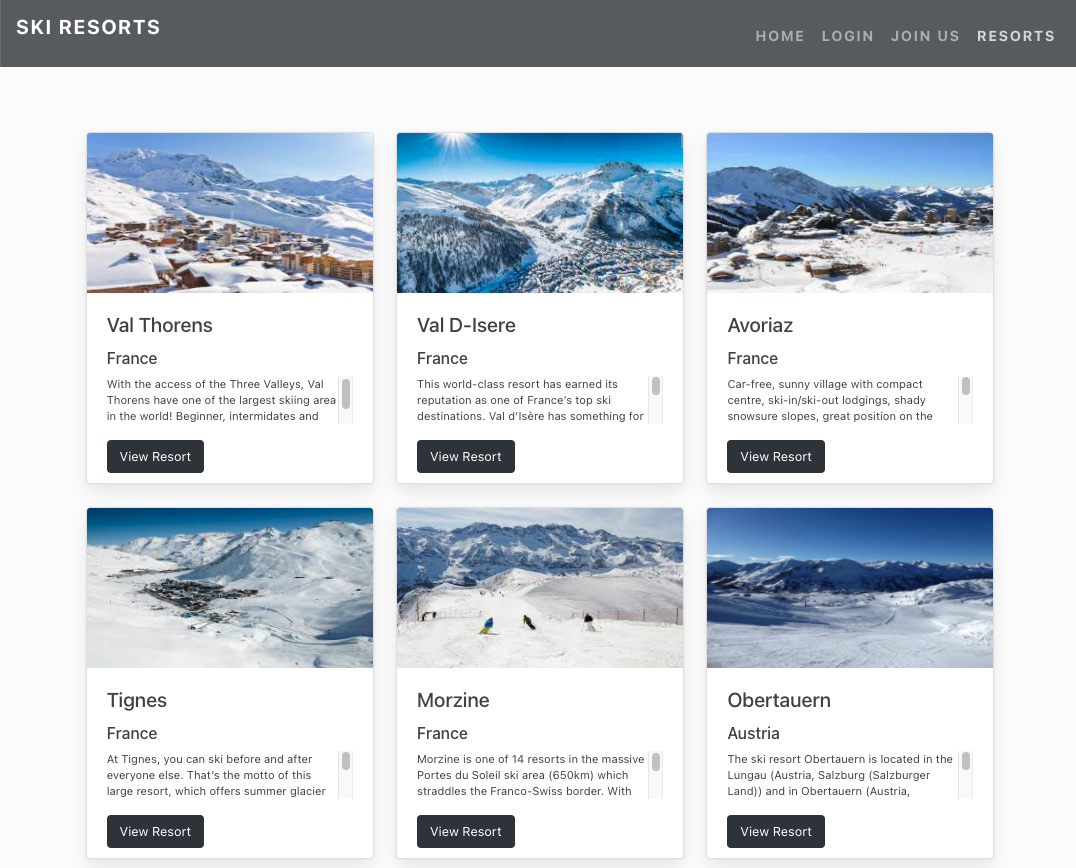 SKI RESORTS
HOME LOGIN JOIN US RESORTS
Val Thorens
France
With the access of the Three Valleys, Val
Thorens have one of the largest skiing area
in the world! Beginner, intermidates and
View Resort
Val D-Isere
France
This world-class resort has earned its
reputation as one of France's top ski
destinations. Val d'Isère has something for
View Resort
Avoriaz
France
Car-free, sunny village with compact
centre, ski-in/ski-out lodgings, shady
snowsure slopes, great position on the
View Resort
Tignes
France
At Tignes, you can ski before and after
everyone else. That's the motto of this
large resort, which offers summer glacier
View Resort
Morzine
France
Morzine is one of 14 resorts in the massive
Portes du Soleil ski area (650km) which
straddles the Franco-Swiss border. With
View Resort
Obertauern
Austria
The ski resort Obertauern is located in the
Lungau (Austria, Salzburg (Salzburger
Land)) and in Obertauern (Austria,
View Resort